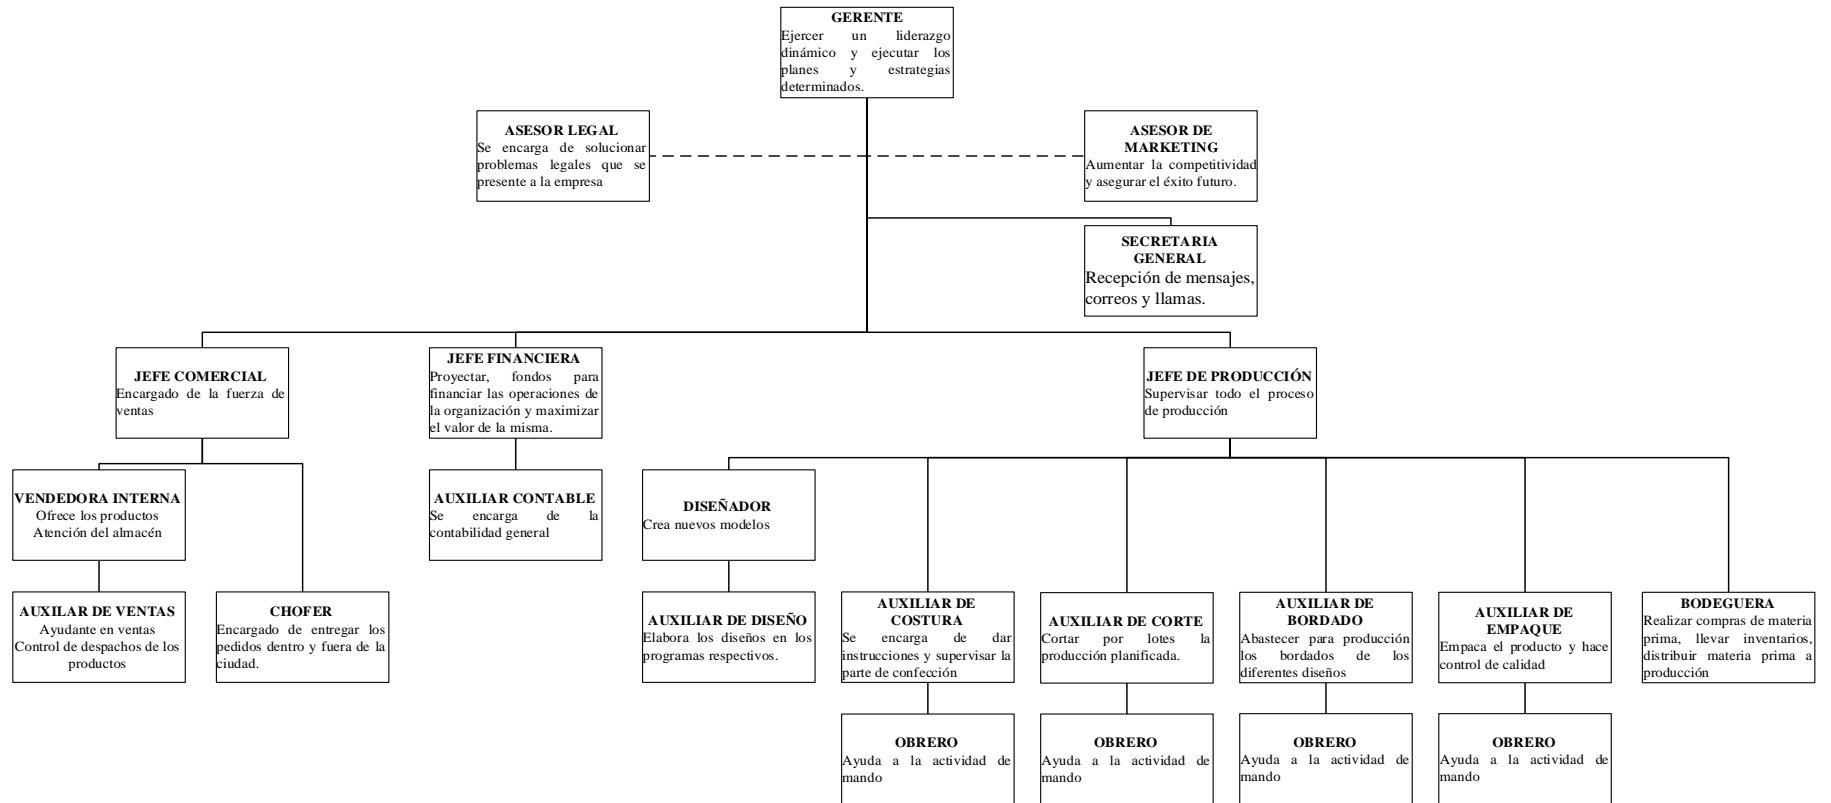 GERENTE
Ejercer un liderazgo
dinámico y ejecutar los
planes y estrategias
determinados.
ASESOR LEGAL
Se encarga de solucionar
problemas legales que se
presente a la empresa
ASESOR DE
MARKETING
Aumentar la competitividad
y asegurar el éxito futuro.
SECRETARIA
GENERAL
Recepción de mensajes,
correos y llamas.
JEFE COMERCIAL
Encargado de la fuerza de
ventas
JEFE FINANCIERA
Proyectar, fondos para
financiar las operaciones de
la organización y maximizar
el valor de la misma.
JEFE DE PRODUCCIÓN
Supervisar todo el proceso
de producción
VENDEDORA INTERNA
Ofrece los productos
Atención del almacén
AUXILIAR CONTABLE
Se encarga de la
contabilidad general
DISEÑADOR
Crea nuevos modelos
AUXILAR DE VENTAS
Ayudante en ventas
Control de despachos de los
productos
CHOFER
Encargado de entregar los
pedidos dentro y fuera de la
ciudad.
AUXILIAR DE DISEÑO
Elabora los diseños en los
programas respectivos.
AUXILIAR DE
COSTURA
Se encarga de dar
instrucciones y supervisar la
parte de confección
AUXILIAR DE CORTE
Cortar por lotes la
producción planificada.
AUXILIAR DE
BORDADO
Abastecer para producción
los bordados de los
diferentes diseños
AUXILIAR DE
EMPAQUE
Empaca el producto y hace
control de calidad
BODEGUERA
Realizar compras de materia
prima, llevar inventarios,
distribuir materia prima a
producción
OBRERO
Ayuda a la actividad de
mando
OBRERO
Ayuda a la actividad de
mando
OBRERO
Ayuda a la actividad de
mando
OBRERO
Ayuda a la actividad de
mando